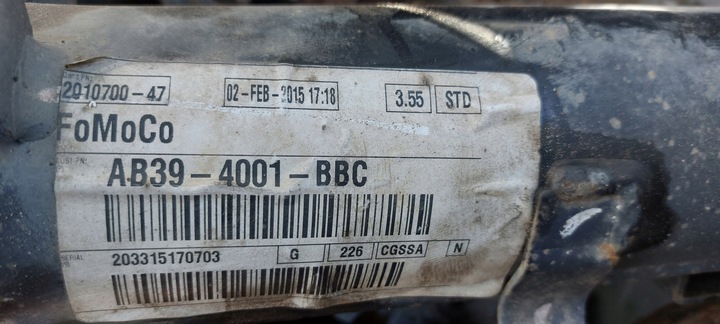 2010700-47 02-FEB-2015 17:18 3.55 STD
FoMoCo
AB39-4001-BBC
203315170703 G 226 CGSSA N